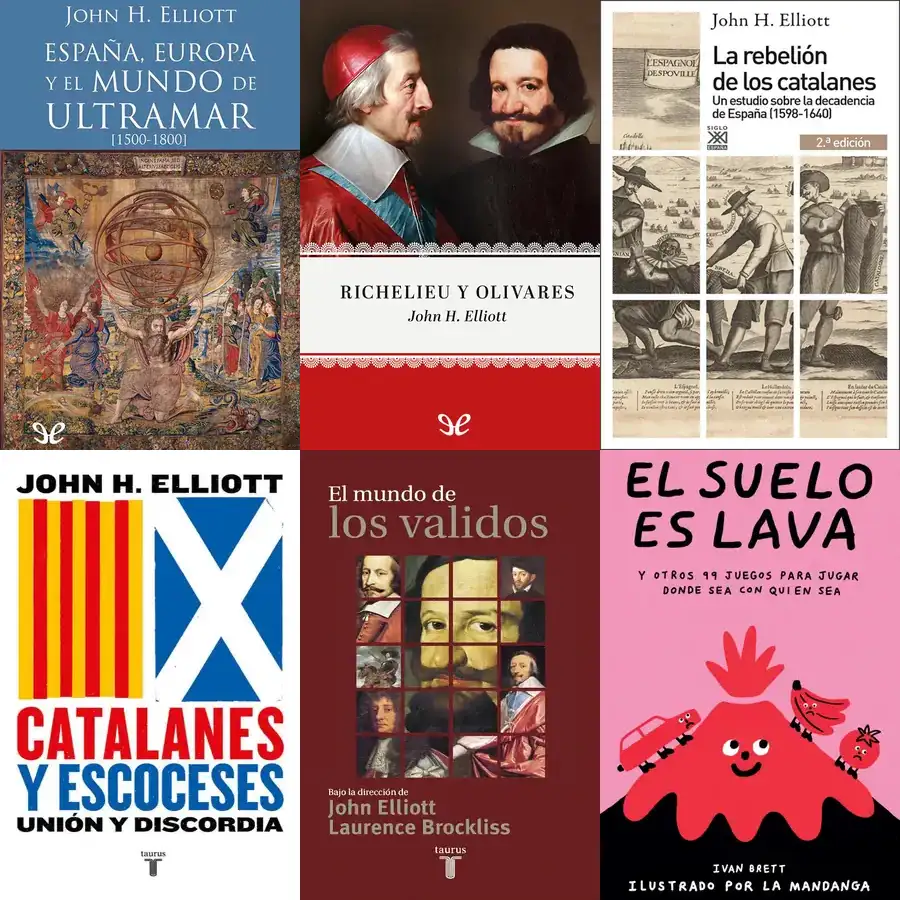 JOHN H. ELLIOTT
ESPAÑA, EUROPA
Y EL MUNDO DE
ULTRAMAR
[1500-1800]
RICHELIEU Y OLIVARES
John H. Elliott
John H. Elliott
L'ESPAGNOL
DESPOVILLE
La rebelión
de los catalanes
Un estudio sobre la decadencia
de España (1598-1640)
SIGLO
XXI
ESPAÑA
2.ª edición
JOHN H. ELLIOTT
CATALANES
Y ESCOCESES
UNIÓN Y DISCORDIA
taurus
T
El mundo de
los validos
Bajo la dirección de
John Elliott
Laurence Brockliss
taurus
T
EL SUELO
ES LAVA
Y OTROS 99 JUEGOS PARA JUGAR
DONDE SEA CON QUIEN SEA
IVAN BRETT
ILUSTRADO POR LA MANDANGA